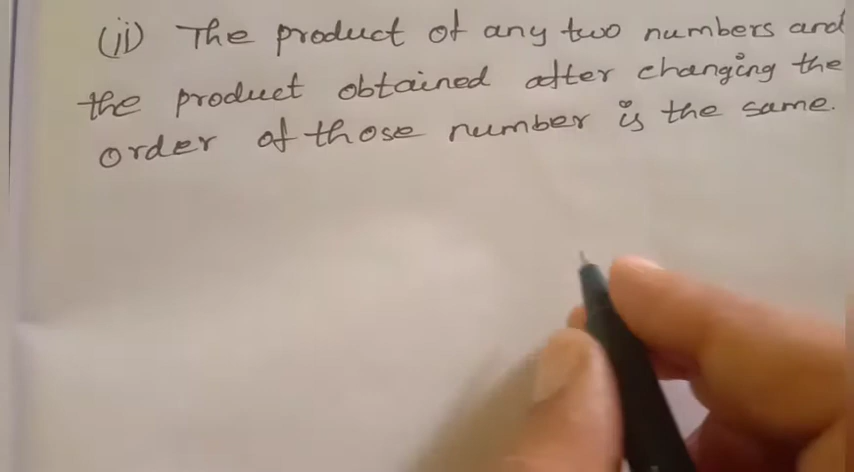 (ii) The product of any two numbers and
the product obtained after changing the
order of those number is the same.